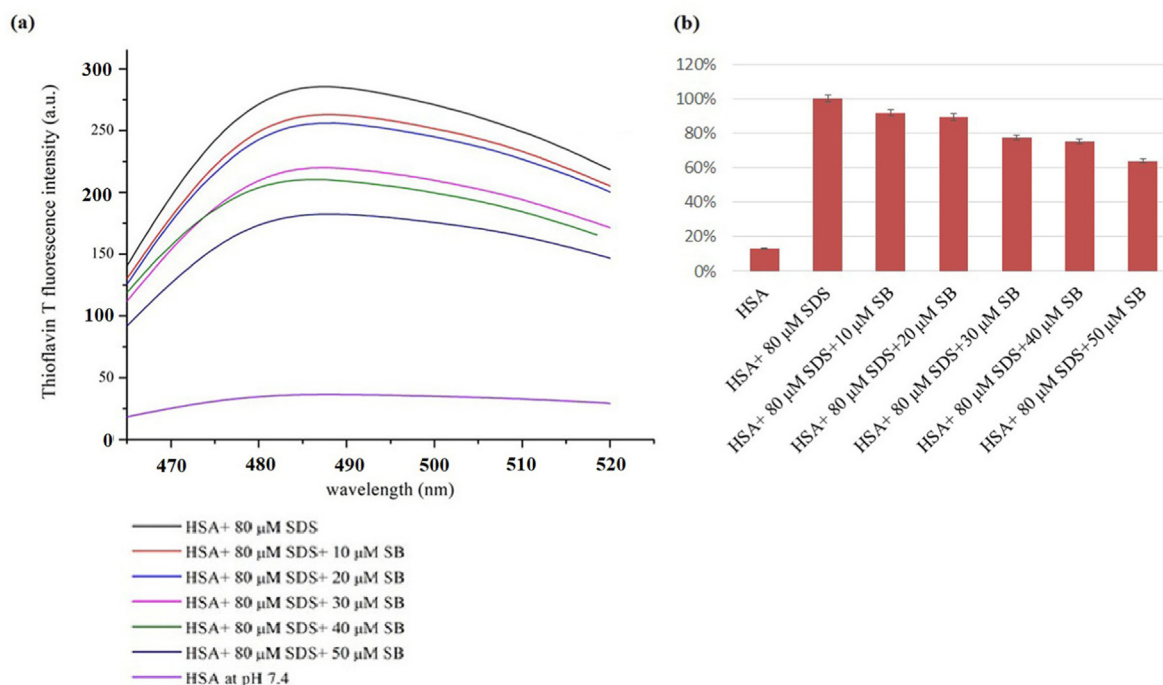 (a)
Thioflavin T fluorescence intensity (a.u.)
300
250
200
150
100
50
0
470 480 490 500 510 520
wavelength (nm)
HSA+ 80 μM SDS
HSA+ 80 μM SDS+ 10 μM SB
HSA+ 80 μM SDS+ 20 μM SB
HSA+ 80 μM SDS+ 30 μM SB
HSA+ 80 μM SDS+ 40 μM SB
HSA+ 80 μM SDS+ 50 μM SB
HSA at pH 7.4
(b)
120%
100%
80%
60%
40%
20%
0%
HSA
HSA+ 80 μM SDS
HSA+ 80 μM SDS+10 μM SB
HSA+ 80 μM SDS+20 μM SB
HSA+ 80 μM SDS+30 μM SB
HSA+ 80 μM SDS+40 μM SB
HSA+ 80 μM SDS+50 μM SB